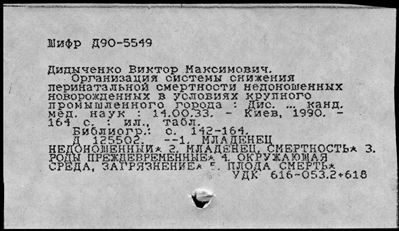 Шифр Д90-5549
Дидыченко Виктор Максимович.
Организация системы снижения
перинатальной смертности недоношенных
новорожденных в условиях крупного
промышленного города : Дис. ... канд.
мед. наук : 14.00.33. - Киев, 1990. -
164 с. : ил., табл.
Библиогр.: с. 142-164.
Д 125502. --1. МЛАДЕНЕЦ
НЕДОНОШЕННЫЙ* 2. МЛАДЕНЕЦ, СМЕРТНОСТЬ* 3.
РОДЫ ПРЕЖДЕВРЕМЕННЫЕ* 4. ОКРУЖАЮЩАЯ
СРЕДА, ЗАГРЯЗНЕНИЕ* 5. ПЛОДА СМЕРТЬ*
УДК 616-053.2+618